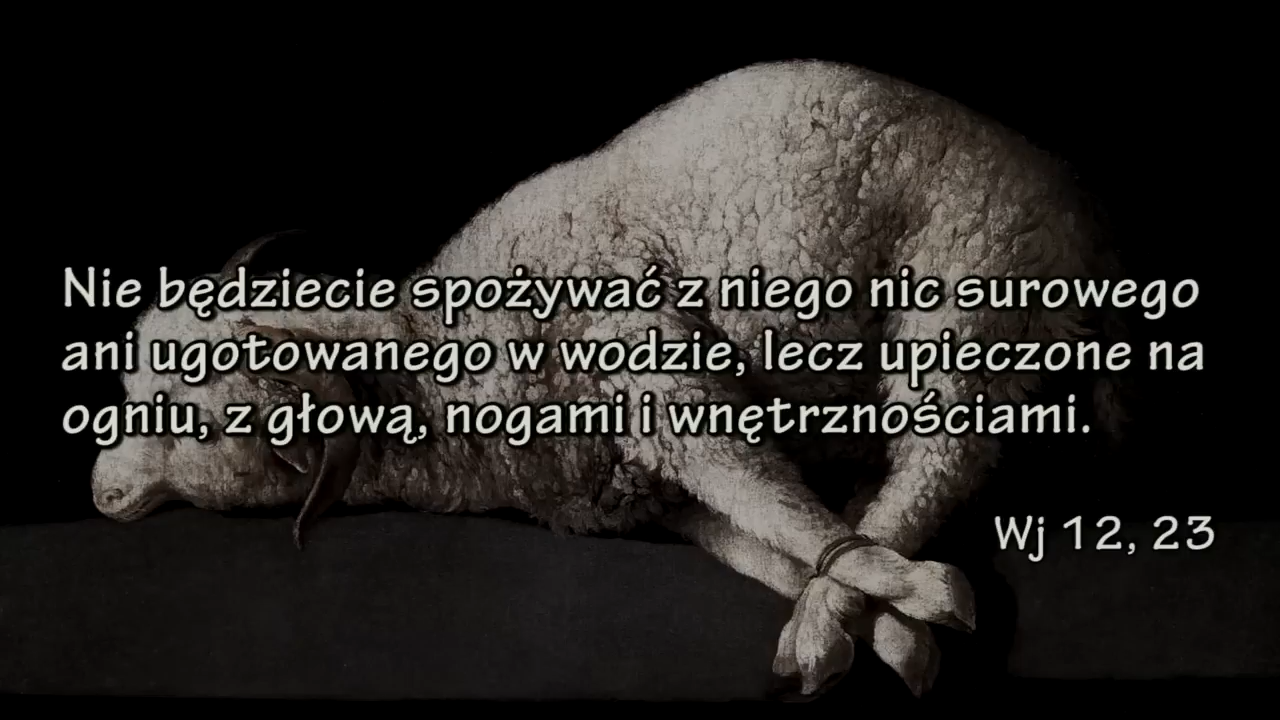 Nie będziecie spożywać z niego nic surowego
ani ugotowanego w wodzie, lecz upieczone na
ogniu, z głową, nogami i wnętrznościami.
Wj 12, 23